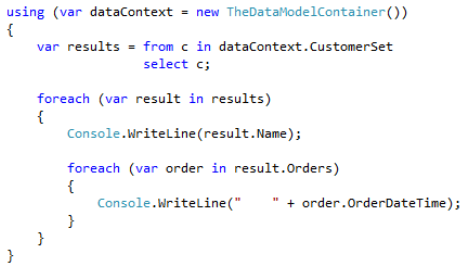 using (var dataContext = new TheDataModelContainer())
{
    var results = from c in dataContext.CustomerSet
                  select c;

    foreach (var result in results)
    {
        Console.WriteLine(result.Name);

        foreach (var order in result.Orders)
        {
            Console.WriteLine("    " + order.OrderDateTime);
        }
    }
}